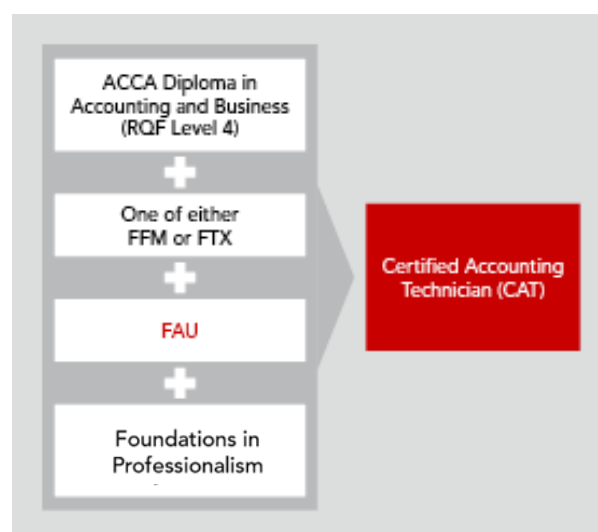 ACCA Diploma in
Accounting and Business
(RQF Level 4)
One of either
FFM or FTX
FAU
Foundations in
Professionalism
Certified Accounting
Technician (CAT)